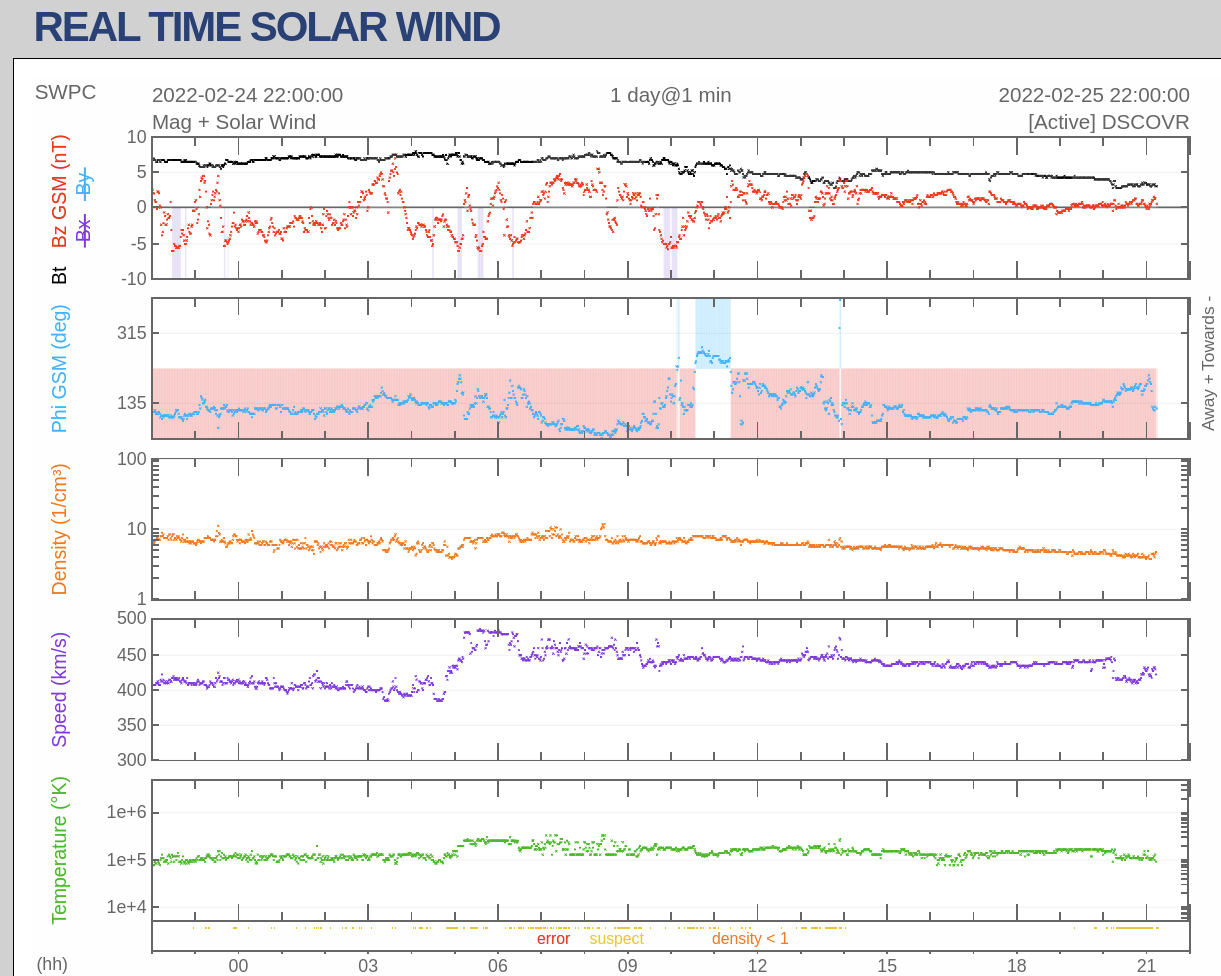 REAL TIME SOLAR WIND
SWPC
2022-02-24 22:00:00
1 day@1 min
2022-02-25 22:00:00
Mag + Solar Wind
[Active] DSCOVR
Bt Bz GSM (nT)
Bx By
10
5
0
-5
-10
Phi GSM (deg)
315
135
Away + Towards -
Density (1/cm³)
100
10
1
Speed (km/s)
500
450
400
350
300
Temperature (°K)
1e+6
1e+5
1e+4
error suspect density < 1
(hh) 00 03 06 09 12 15 18 21